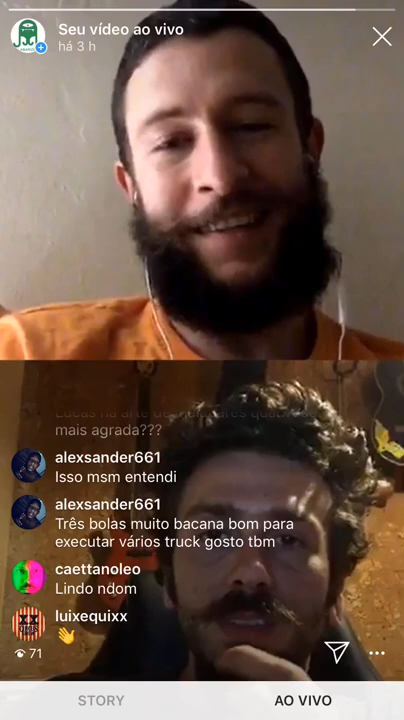 Seu vídeo ao vivo
há 3 h
mais agrada???
alexsander661
Isso msm entendi
alexsander661
Três bolas muito bacana bom para
executar vários truck gosto tbm
caettanoleo
Lindo ndom
luixequixx
👋
71
STORY
AO VIVO